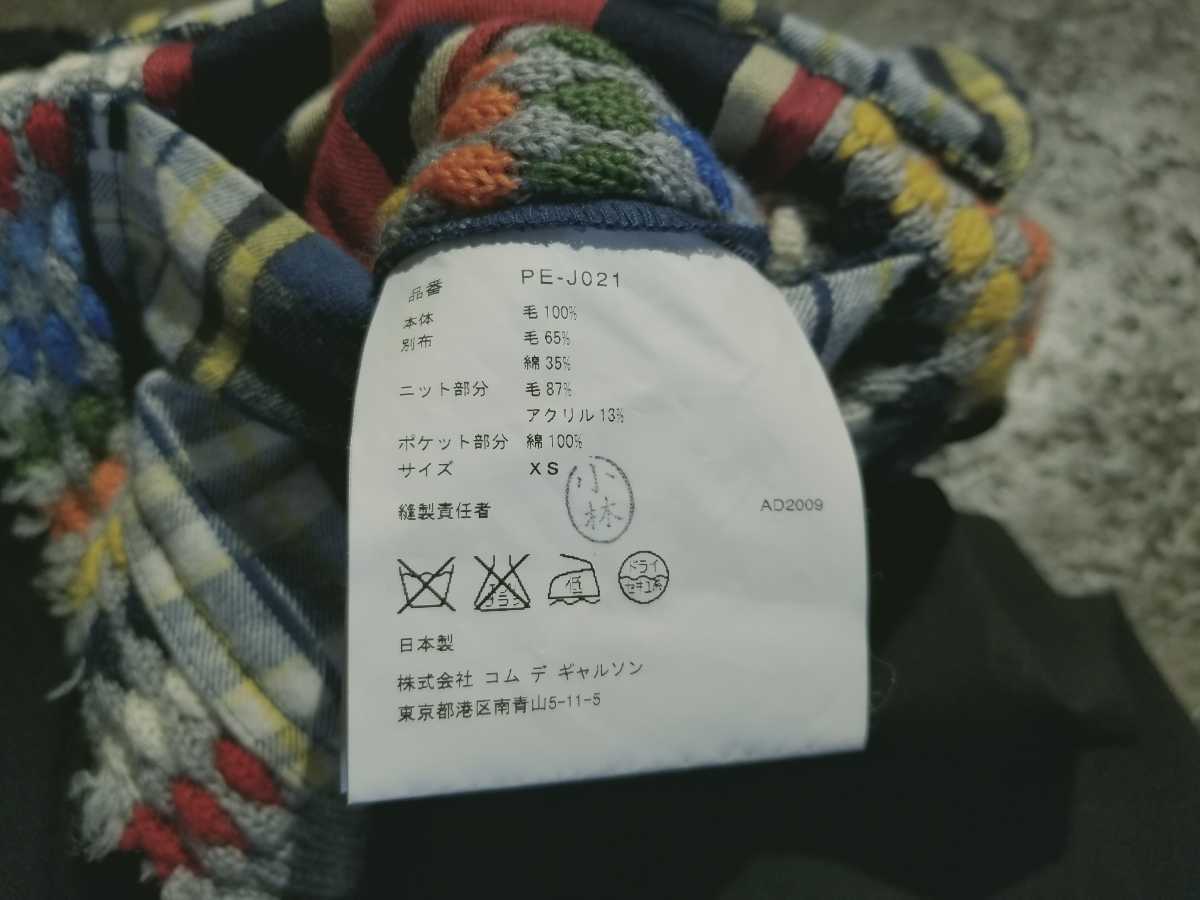 品番 PE-J021
本体 毛 100%
別布 毛 65%
綿 35%
ニット部分 毛 87%
アクリル 13%
ポケット部分 綿 100%
サイズ XS
縫製責任者 小林
AD2009
低 ドライ
日本製
株式会社 コム デ ギャルソン
東京都港区南青山5-11-5